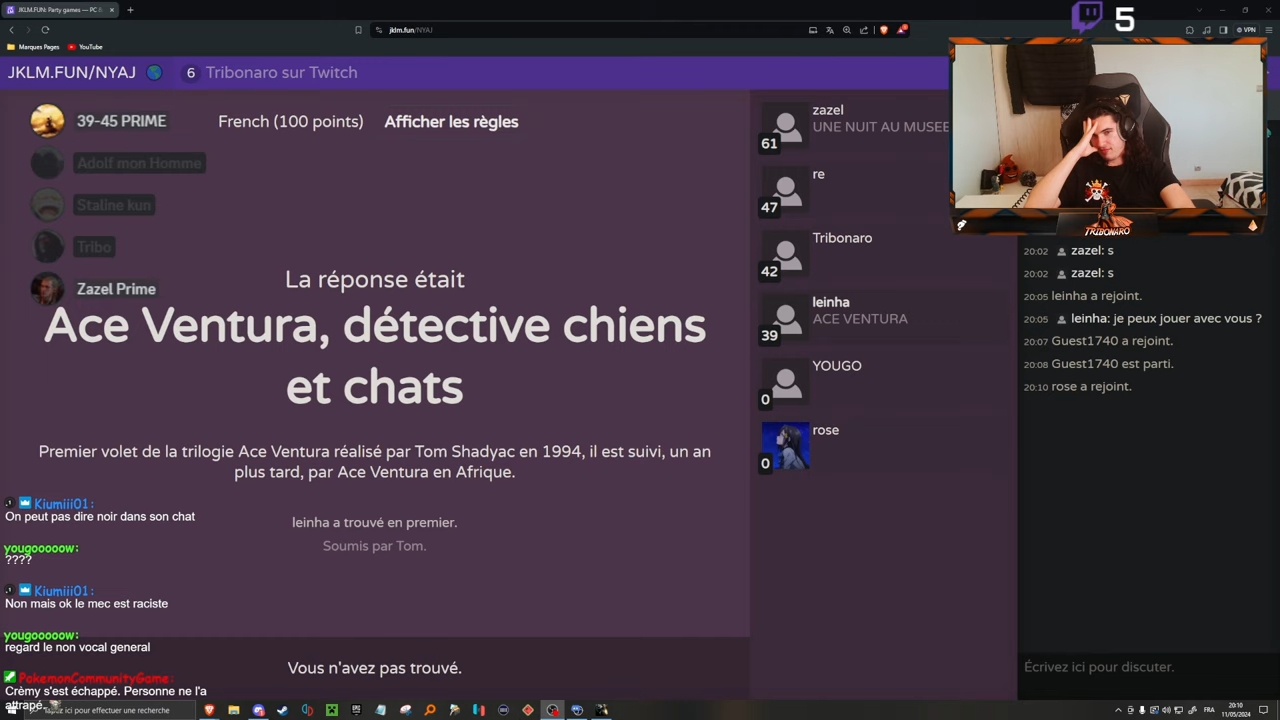 JKLM.FUN: Party games — PC B
5
jklm.fun/NYAJ
VPN
Marques Pages
YouTube
JKLM.FUN/NYAJ
6
Tribonaro sur Twitch
39-45 PRIME
French (100 points)
Afficher les règles
Adolf mon Homme
Staline kun
Tribo
Zazel Prime
La réponse était
Ace Ventura, détective chiens
et chats
Premier volet de la trilogie Ace Ventura réalisé par Tom Shadyac en 1994, il est suivi, un an
plus tard, par Ace Ventura en Afrique.
leinha a trouvé en premier.
Soumis par Tom.
Vous n'avez pas trouvé.
Kiumiii01:
On peut pas dire noir dans son chat
yougooooow:
????
Kiumiii01:
Non mais ok le mec est raciste
yougooooow:
regard le non vocal general
PokemonCommunityGame:
Crèmy s'est échappé. Personne ne l'a
attrapé.
zazel
UNE NUIT AU MUSEE
61
re
47
Tribonaro
42
leinha
ACE VENTURA
39
YOUGO
0
rose
0
TRIBONARO
20:02 zazel: s
20:02 zazel: s
20:05 leinha a rejoint.
20:05 leinha: je peux jouer avec vous ?
20:07 Guest1740 a rejoint.
20:08 Guest1740 est parti.
20:10 rose a rejoint.
Écrivez ici pour discuter.
ici pour effectuer une recherche
FRA
20:10
11/05/2024